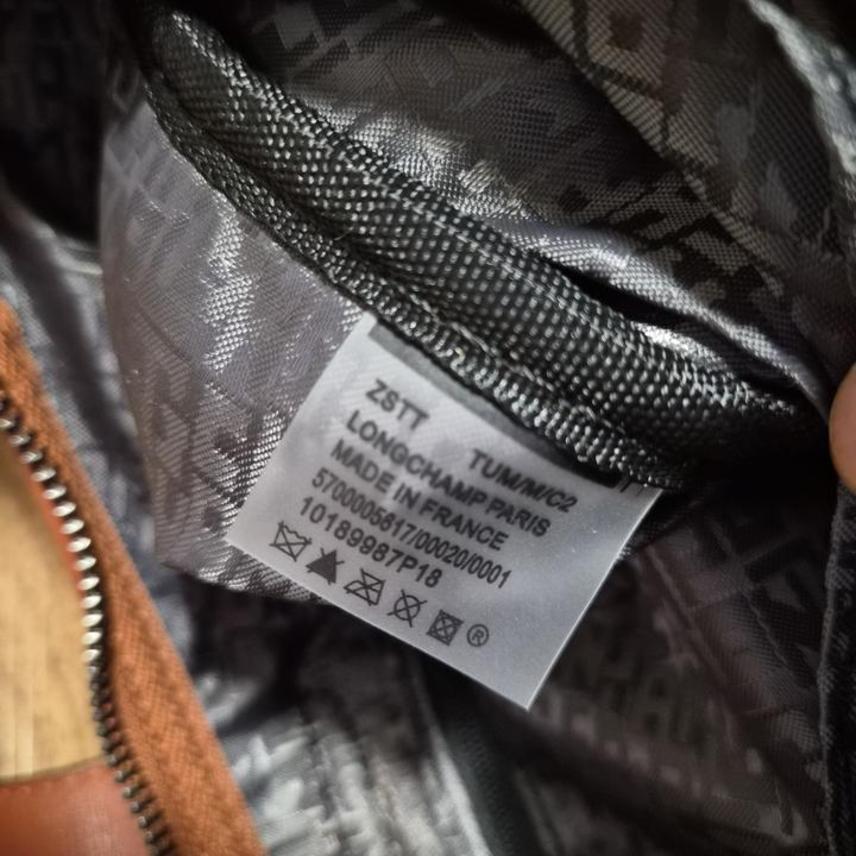 ZSTT TUM/M/C2
LONGCHAMP PARIS
MADE IN FRANCE
5700005817/00020/0001
10189987P18
®